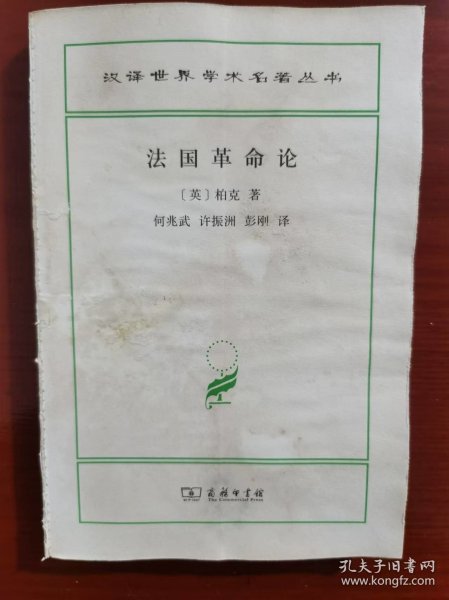 汉译世界学术名著丛书
法国革命论
〔英〕柏克 著
何兆武 许振洲 彭刚 译
商务印书馆
The Commercial Press
孔夫子旧书网
www.kongfz.com